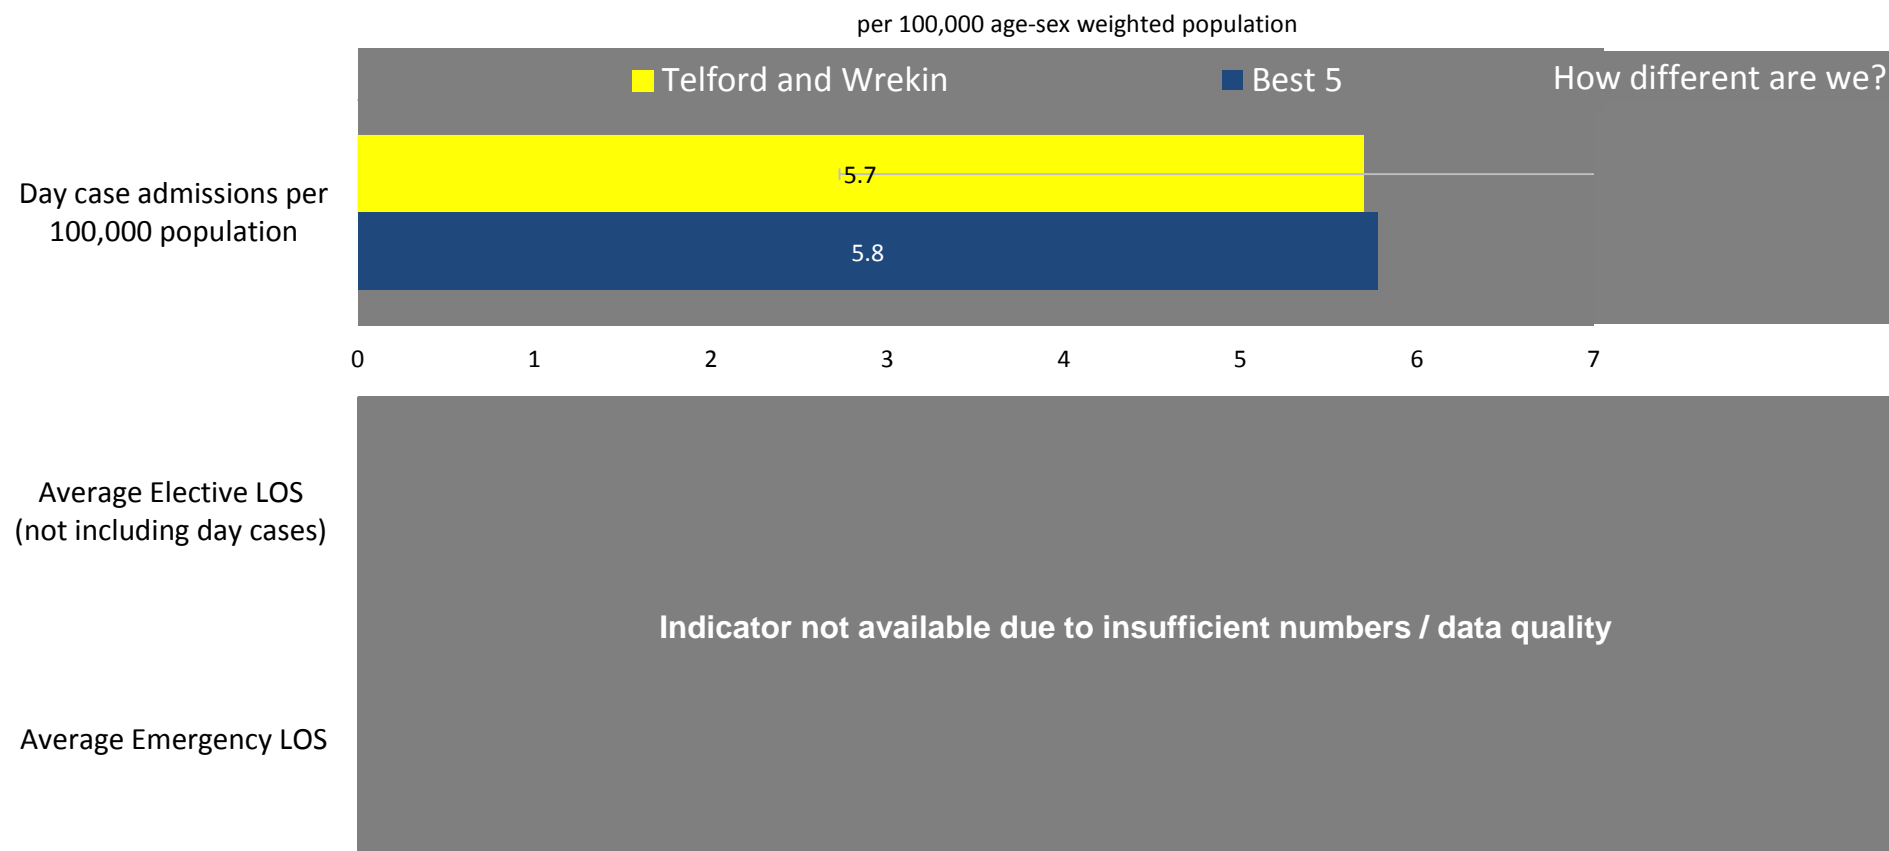 per 100,000 age-sex weighted population
Telford and Wrekin Best 5 How different are we?
Day case admissions per
100,000 population
5.7
5.8
0 1 2 3 4 5 6 7
Average Elective LOS
(not including day cases)
Indicator not available due to insufficient numbers / data quality
Average Emergency LOS